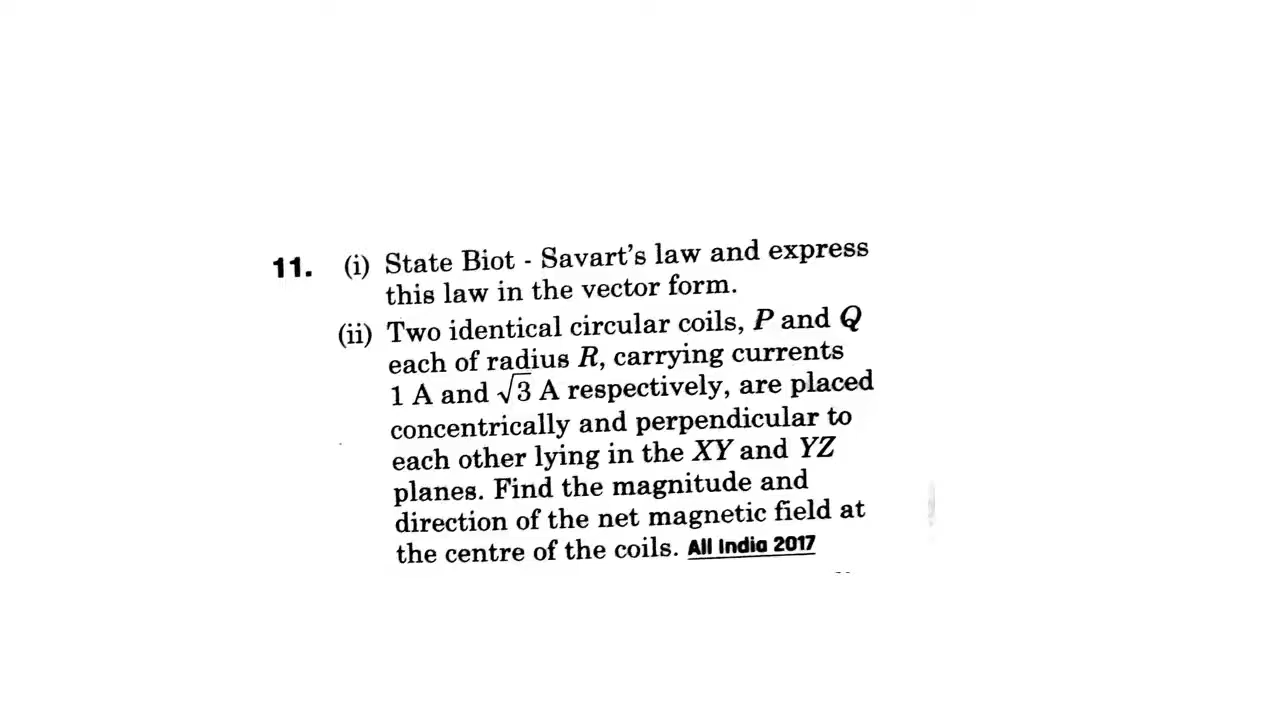 11. (i) State Biot - Savart's law and express
this law in the vector form.
(ii) Two identical circular coils, P and Q
each of radius R, carrying currents
1 A and √3 A respectively, are placed
concentrically and perpendicular to
each other lying in the XY and YZ
planes. Find the magnitude and
direction of the net magnetic field at
the centre of the coils. All India 2017